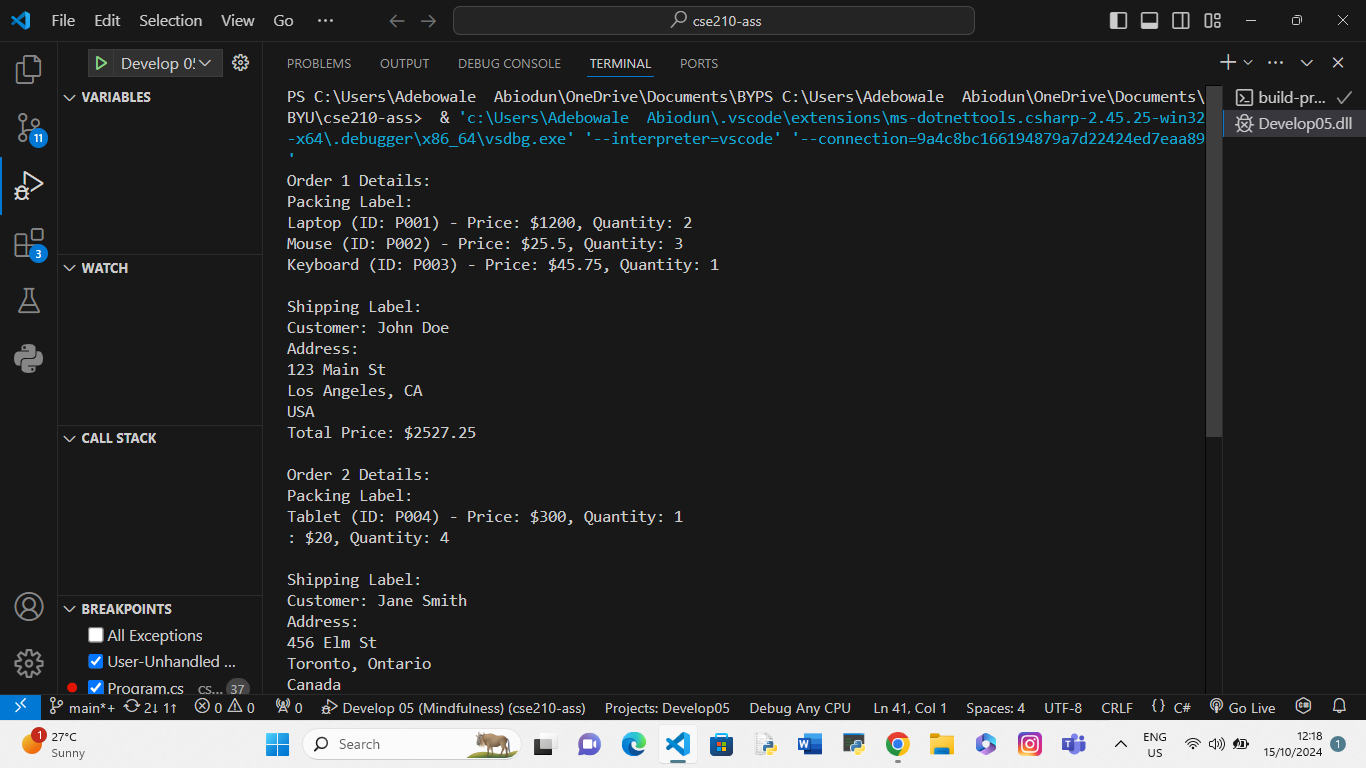 File Edit Selection View Go ··· cse210-ass
Develop 0!
PROBLEMS OUTPUT DEBUG CONSOLE TERMINAL PORTS
VARIABLES
WATCH
CALL STACK
BREAKPOINTS
All Exceptions
User-Unhandled ...
Program.cs cs... 37
11
3
PS C:\Users\Adebowale  Abiodun\OneDrive\Documents\BYPS C:\Users\Adebowale  Abiodun\OneDrive\Documents\
BYU\cse210-ass>  & 'c:\Users\Adebowale  Abiodun\.vscode\extensions\ms-dotnettools.csharp-2.45.25-win32
-x64\.debugger\x86_64\vsdbg.exe' '--interpreter=vscode' '--connection=9a4c8bc166194879a7d22424ed7eaa89
'
Order 1 Details:
Packing Label:
Laptop (ID: P001) - Price: $1200, Quantity: 2
Mouse (ID: P002) - Price: $25.5, Quantity: 3
Keyboard (ID: P003) - Price: $45.75, Quantity: 1
Shipping Label:
Customer: John Doe
Address:
123 Main St
Los Angeles, CA
USA
Total Price: $2527.25
Order 2 Details:
Packing Label:
Tablet (ID: P004) - Price: $300, Quantity: 1
: $20, Quantity: 4
Shipping Label:
Customer: Jane Smith
Address:
456 Elm St
Toronto, Ontario
Canada
build-pr...
Develop05.dll
main*+ 2↓ 1↑ 0 0 0 Develop 05 (Mindfulness) (cse210-ass) Projects: Develop05 Debug Any CPU Ln 41, Col 1 Spaces: 4 UTF-8 CRLF {} C# Go Live
1
27°C
Sunny
Search
ENG
US
12:18
15/10/2024
1